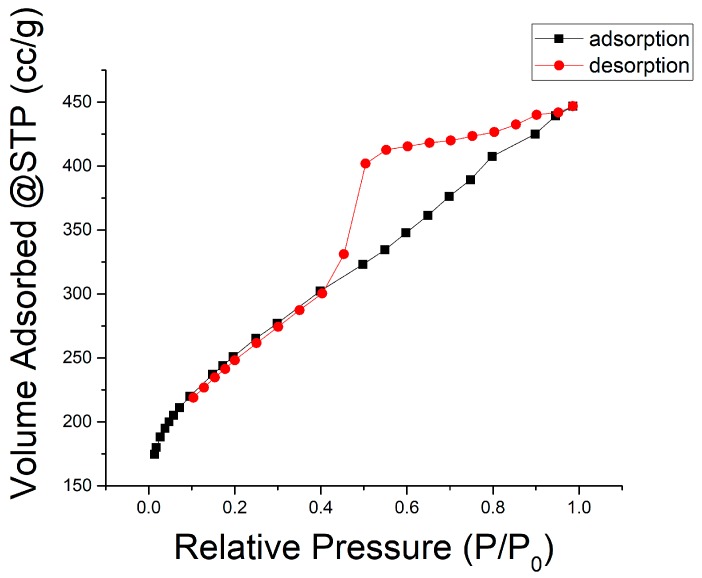 adsorption
desorption
Volume Adsorbed @STP (cc/g)
450
400
350
300
250
200
150
0.0 0.2 0.4 0.6 0.8 1.0
Relative Pressure (P/P0)